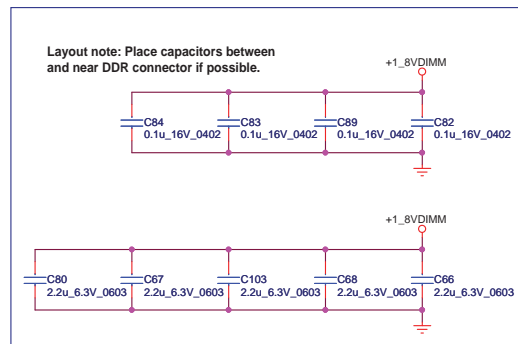 Layout note: Place capacitors between
and near DDR connector if possible.
+1_8VDIMM
C84 C83 C89 C82
0.1u_16V_0402 0.1u_16V_0402 0.1u_16V_0402 0.1u_16V_0402
+1_8VDIMM
C80 C67 C103 C68 C66
2.2u_6.3V_0603 2.2u_6.3V_0603 2.2u_6.3V_0603 2.2u_6.3V_0603 2.2u_6.3V_0603